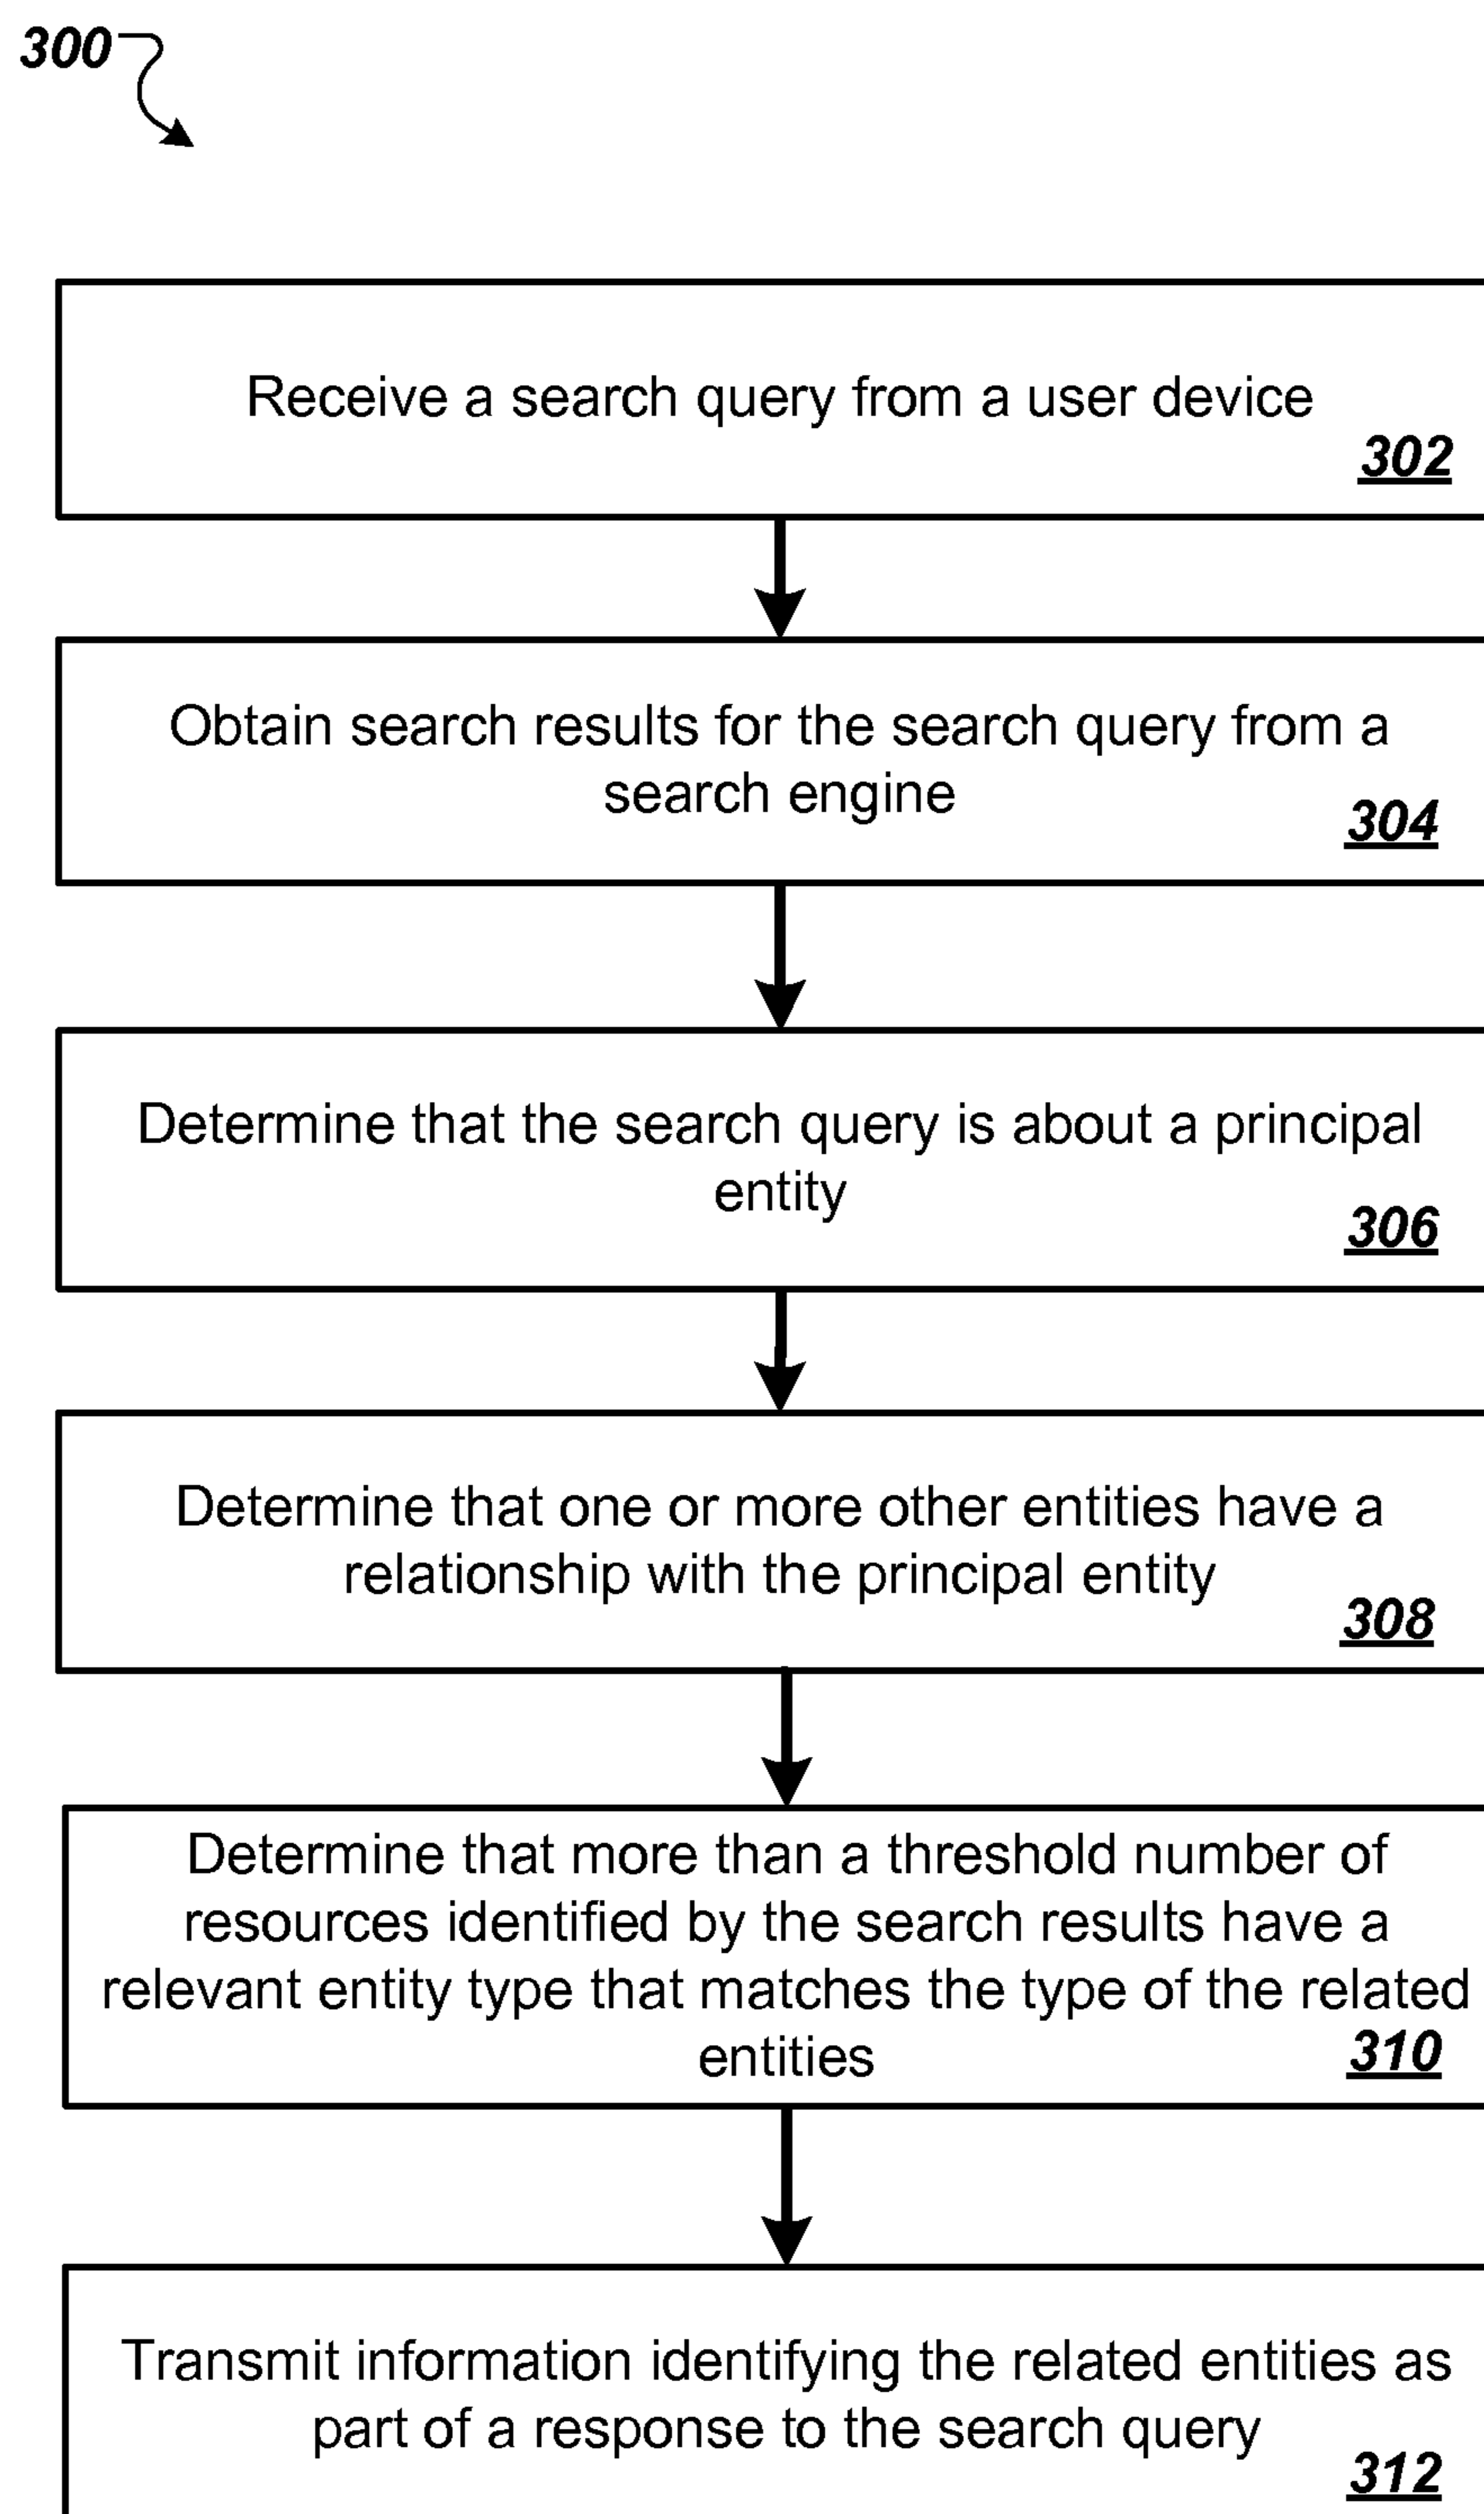 300
Receive a search query from a user device
302
Obtain search results for the search query from a
search engine
304
Determine that the search query is about a principal
entity
306
Determine that one or more other entities have a
relationship with the principal entity
308
Determine that more than a threshold number of
resources identified by the search results have a
relevant entity type that matches the type of the related
entities
310
Transmit information identifying the related entities as
part of a response to the search query
312